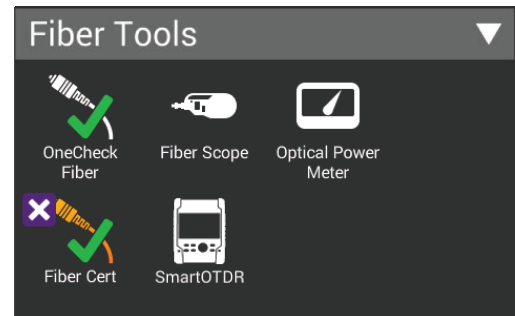 Fiber Tools
OneCheck
Fiber
Fiber Scope
Optical Power
Meter
Fiber Cert
SmartOTDR